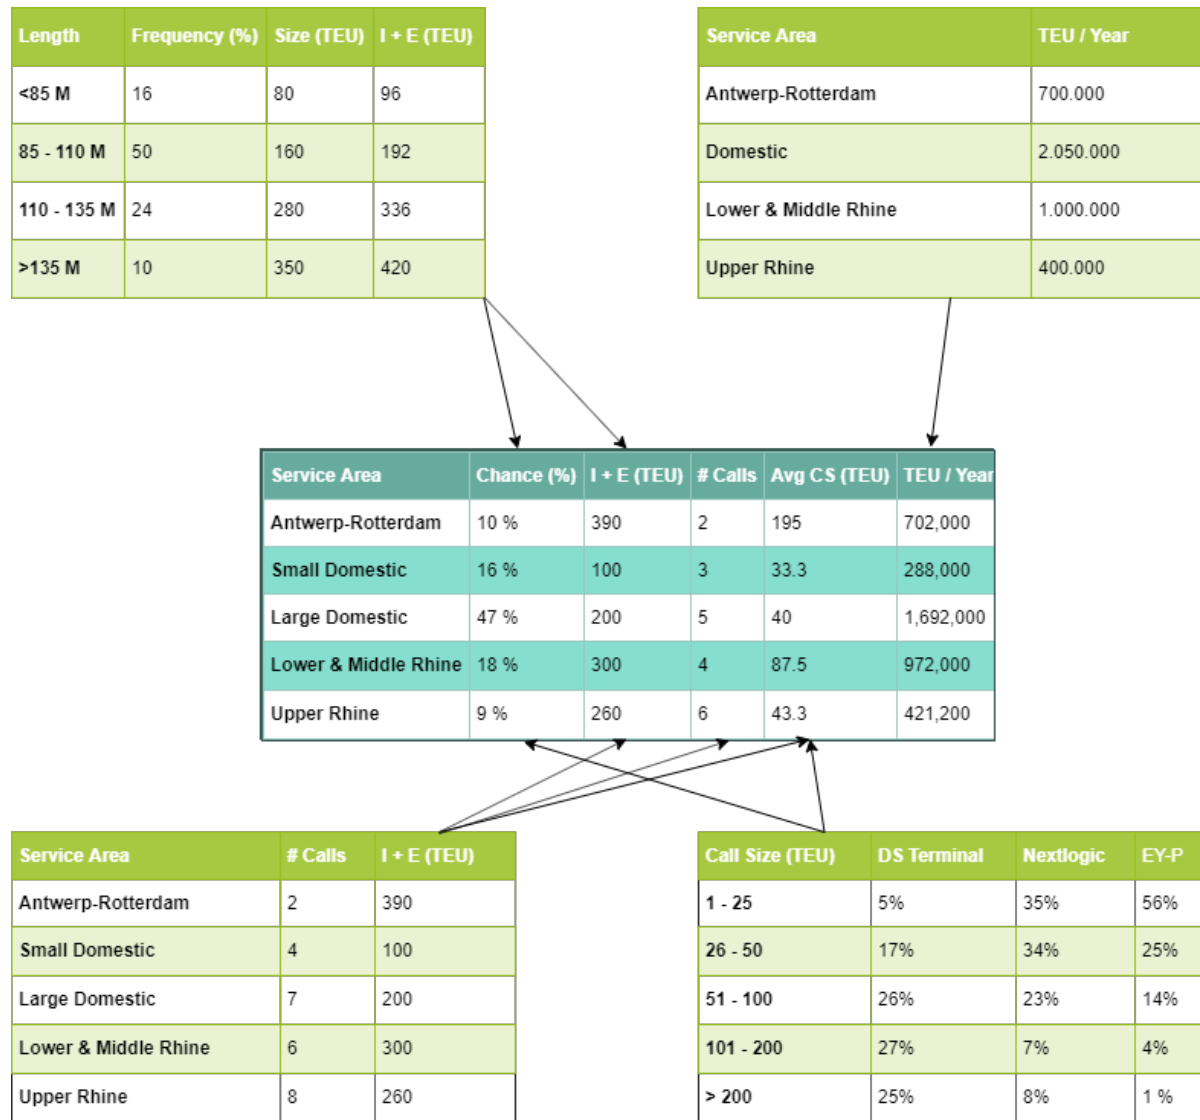 Length Frequency (%) Size (TEU) I + E (TEU)
<85 M 16 80 96
85 - 110 M 50 160 192
110 - 135 M 24 280 336
>135 M 10 350 420
Service Area TEU / Year
Antwerp-Rotterdam 700.000
Domestic 2.050.000
Lower & Middle Rhine 1.000.000
Upper Rhine 400.000
Service Area Chance (%) I + E (TEU) # Calls Avg CS (TEU) TEU / Year
Antwerp-Rotterdam 10 % 390 2 195 702,000
Small Domestic 16 % 100 3 33.3 288,000
Large Domestic 47 % 200 5 40 1,692,000
Lower & Middle Rhine 18 % 300 4 87.5 972,000
Upper Rhine 9 % 260 6 43.3 421,200
Service Area # Calls I + E (TEU)
Antwerp-Rotterdam 2 390
Small Domestic 4 100
Large Domestic 7 200
Lower & Middle Rhine 6 300
Upper Rhine 8 260
Call Size (TEU) DS Terminal Nextlogic EY-P
1 - 25 5% 35% 56%
26 - 50 17% 34% 25%
51 - 100 26% 23% 14%
101 - 200 27% 7% 4%
> 200 25% 8% 1 %